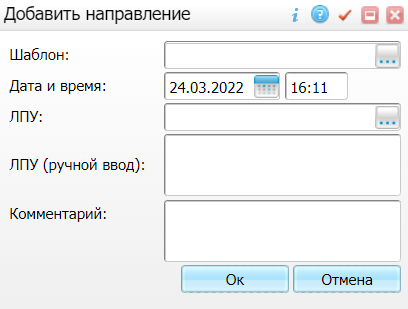 Добавить направление
Шаблон:
Дата и время: 24.03.2022 16:11
ЛПУ:
ЛПУ (ручной ввод):
Комментарий:
Ок Отмена